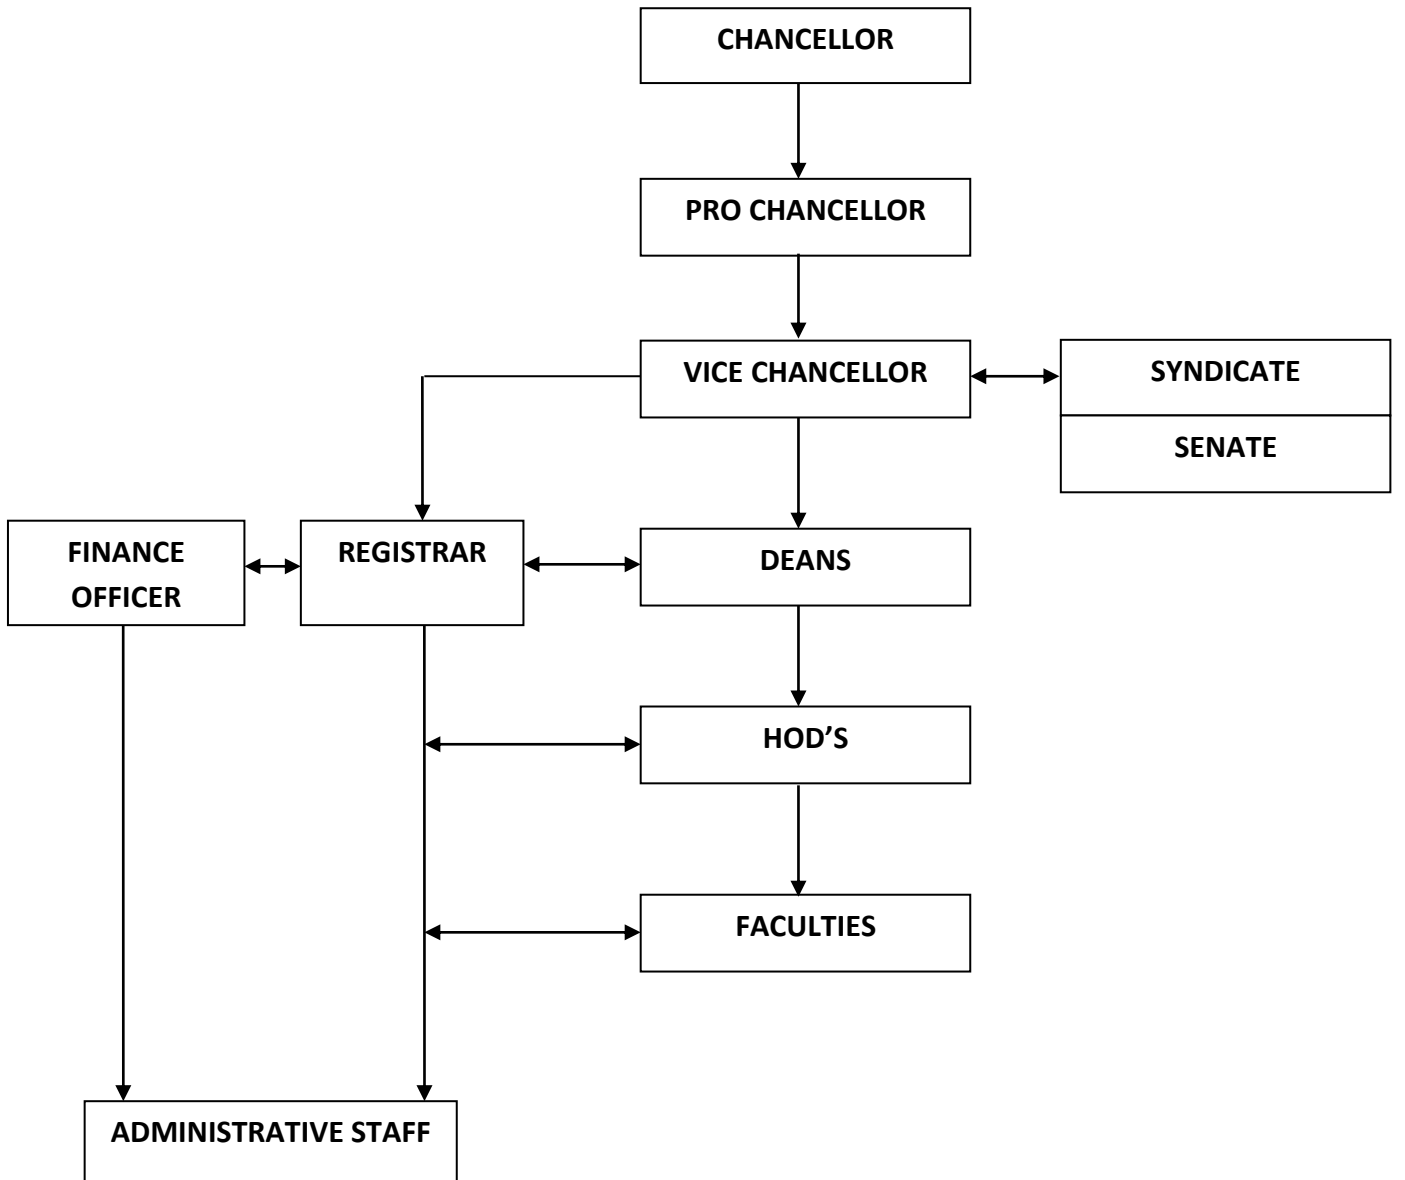 CHANCELLOR
PRO CHANCELLOR
VICE CHANCELLOR
SYNDICATE
SENATE
FINANCE
OFFICER
REGISTRAR
DEANS
HOD’S
FACULTIES
ADMINISTRATIVE STAFF